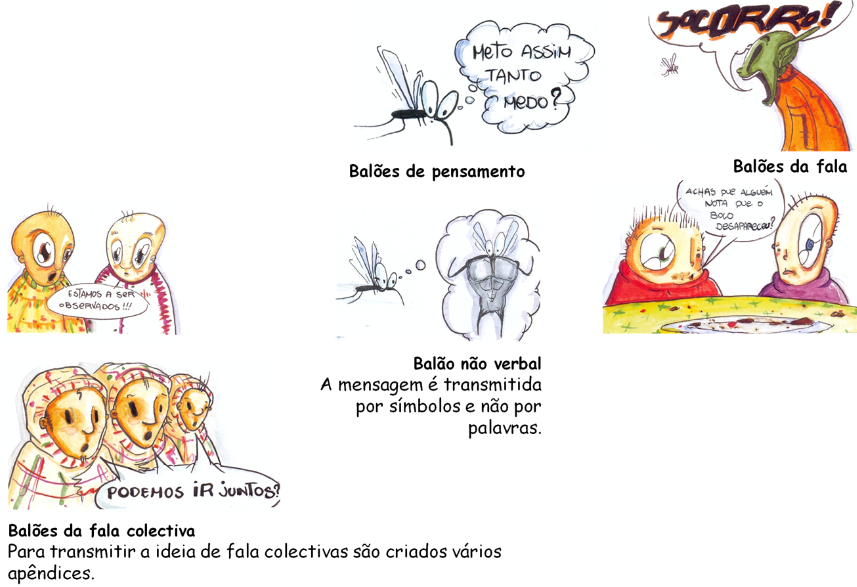 METO ASSIM
TANTO
MEDO?
Balões de pensamento
SOCORRO!
Balões da fala
ESTAMOS A SER
OBSERVADOS!!!
ACHAS QUE ALGUÉM
NOTA QUE O
BOLO
DESAPARECEU?
Balão não verbal
A mensagem é transmitida
por símbolos e não por
palavras.
PODEMOS IR JUNTOS?
Balões da fala colectiva
Para transmitir a ideia de fala colectivas são criados vários
apêndices.